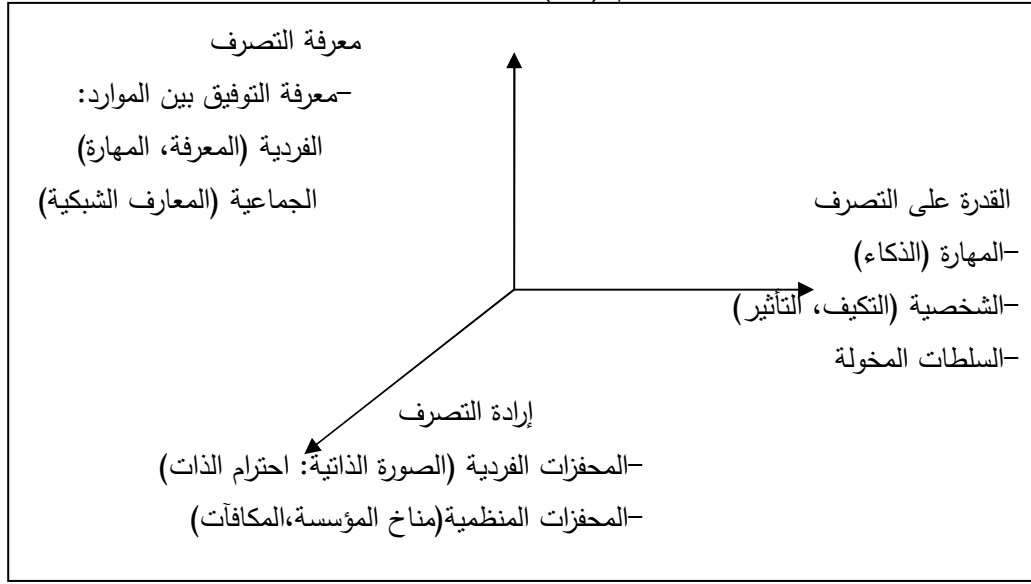 معرفة التصرف
-معرفة التوفيق بين الموارد:
الفردية (المعرفة، المهارة)
الجماعية (المعارف الشبكية)
القدرة على التصرف
-المهارة (الذكاء)
-الشخصية (التكيف، التأثير)
-السلطات المخولة
إرادة التصرف
-المحفزات الفردية (الصورة الذاتية: احترام الذات)
-المحفزات المنظمية(مناخ المؤسسة،المكافآت)